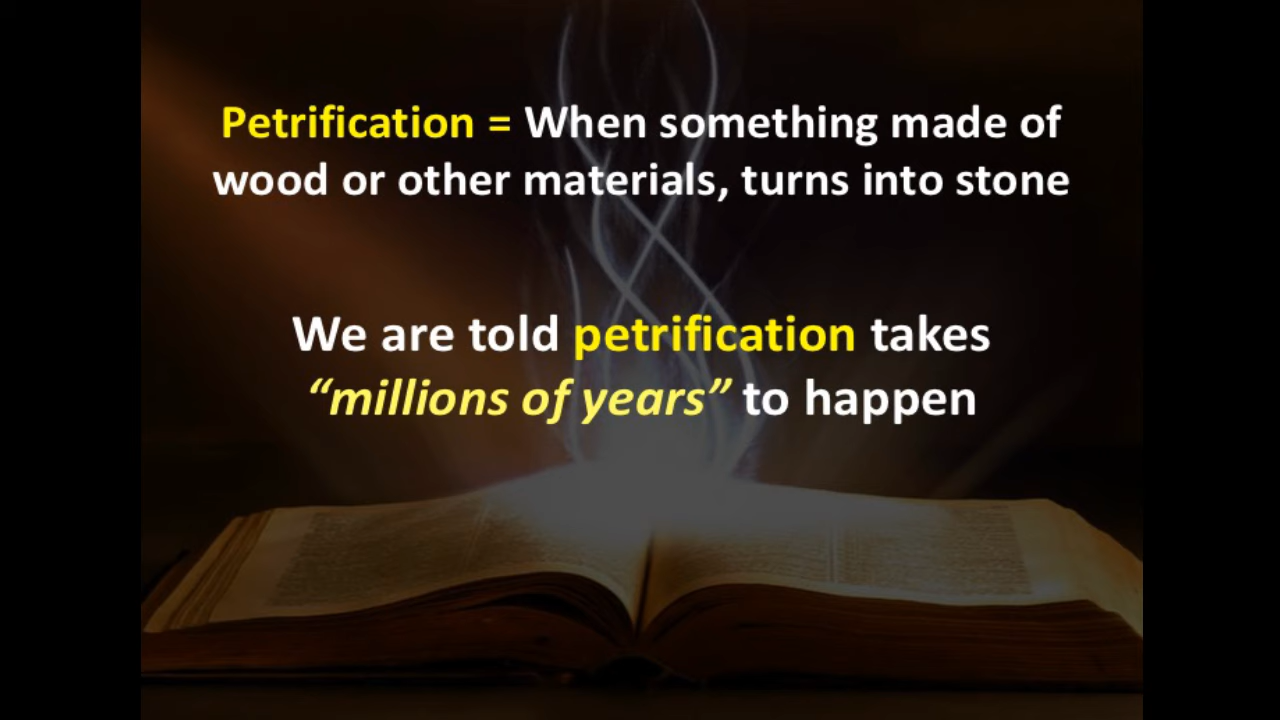 Petrification = When something made of
wood or other materials, turns into stone
We are told petrification takes
“millions of years” to happen